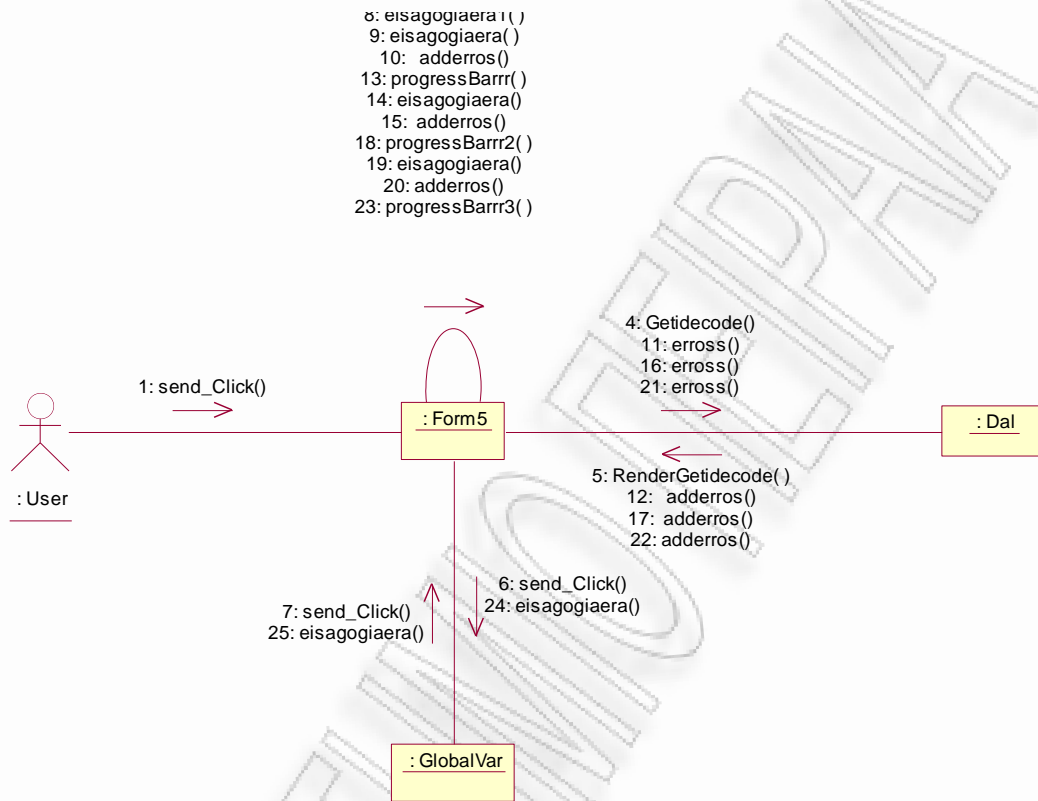 8: eisagogiaera1( )
9: eisagogiaera( )
10: adderros()
13: progressBarrr( )
14: eisagogiaera()
15: adderros()
18: progressBarrr2( )
19: eisagogiaera()
20: adderros()
23: progressBarrr3( )
4: Getidecode()
11: erross()
16: erross()
21: erross()
1: send_Click()
: Form5
: Dal
5: RenderGetidecode( )
12: adderros()
17: adderros()
22: adderros()
: User
6: send_Click()
24: eisagogiaera()
7: send_Click()
25: eisagogiaera()
: GlobalVar